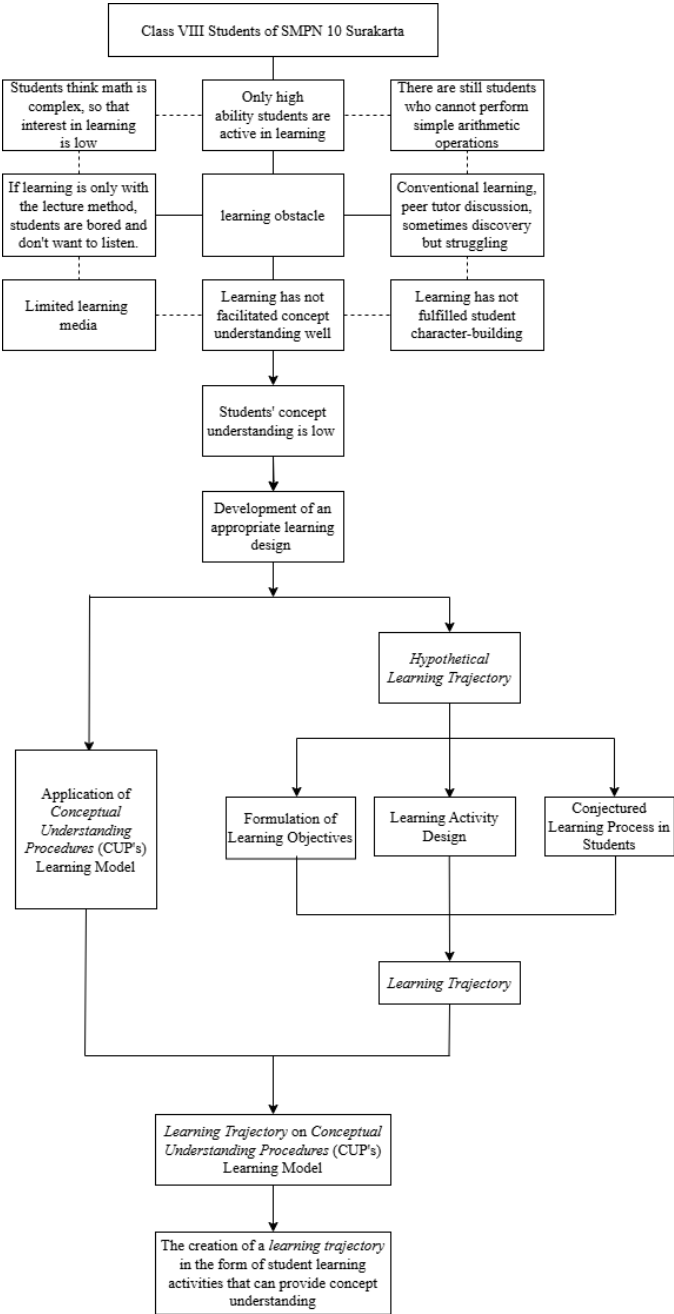 Class VIII Students of SMPN 10 Surakarta
Students think math is
complex, so that
interest in learning
is low
Only high
ability students are
active in learning
There are still students
who cannot perform
simple arithmetic
operations
If learning is only with
the lecture method,
students are bored and
don't want to listen.
learning obstacle
Conventional learning,
peer tutor discussion,
sometimes discovery
but struggling
Limited learning
media
Learning has not
facilitated concept
understanding well
Learning has not
fulfilled student
character-building
Students' concept
understanding is low
Development of an
appropriate learning
design
Hypothetical
Learning Trajectory
Application of
Conceptual
Understanding
Procedures (CUP's)
Learning Model
Formulation of
Learning Objectives
Learning Activity
Design
Conjectured
Learning Process in
Students
Learning Trajectory
Learning Trajectory on Conceptual
Understanding Procedures (CUP's)
Learning Model
The creation of a learning trajectory
in the form of student learning
activities that can provide concept
understanding